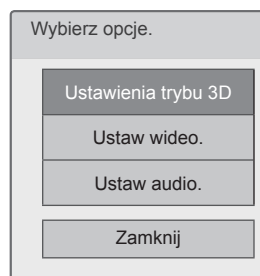 Wybierz opcje.
Ustawienia trybu 3D
Ustaw wideo.
Ustaw audio.
Zamknij